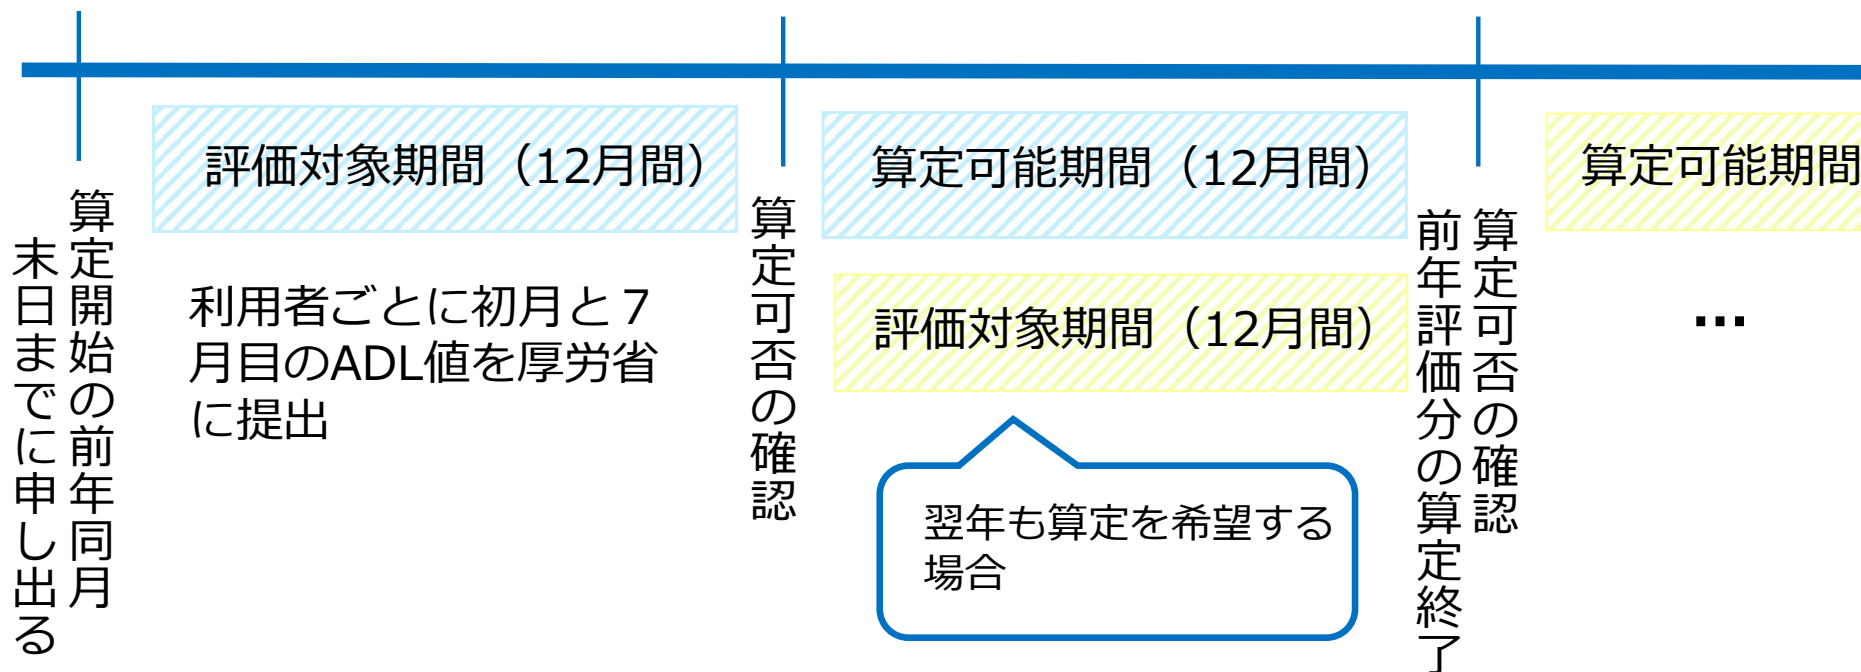 算定開始の前年同月
末日までに申し出る
評価対象期間（12月間）
利用者ごとに初月と７
月目のADL値を厚労省
に提出
算定可否の確認
算定可能期間（12月間）
評価対象期間（12月間）
翌年も算定を希望する
場合
算定可否の確認
前年評価分の算定終了
算定可能期間
…